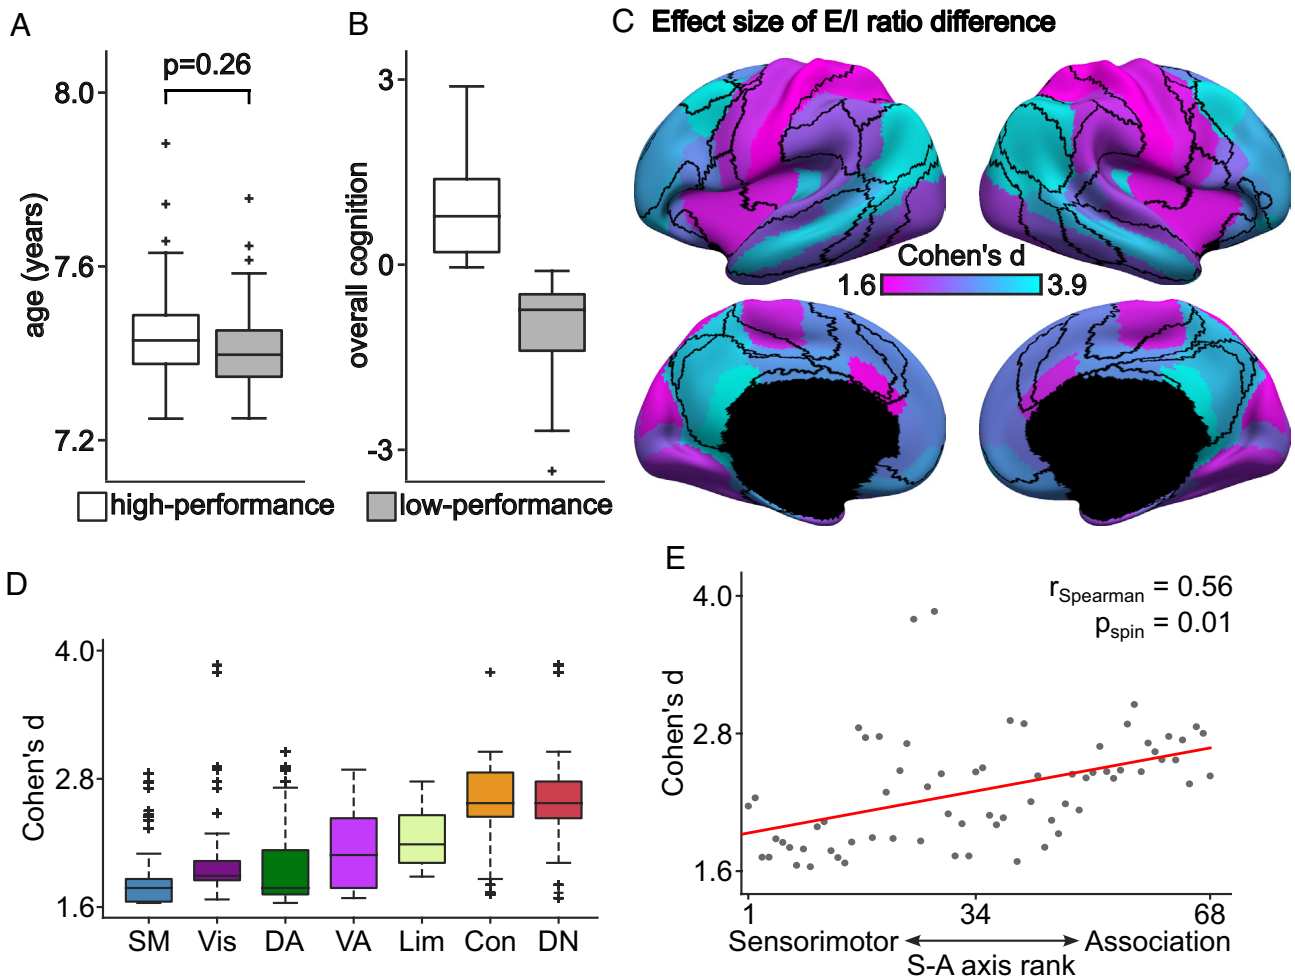 A
p=0.26
8.0
7.6
7.2
age (years)
high-performance
B
3
0
-3
overall cognition
low-performance
C Effect size of E/I ratio difference
Cohen's d
1.6 3.9
D
4.0
2.8
1.6
Cohen's d
SM Vis DA VA Lim Con DN
E
rSpearman = 0.56
pspin = 0.01
4.0
2.8
1.6
Cohen's d
1 34 68
Sensorimotor Association
S-A axis rank